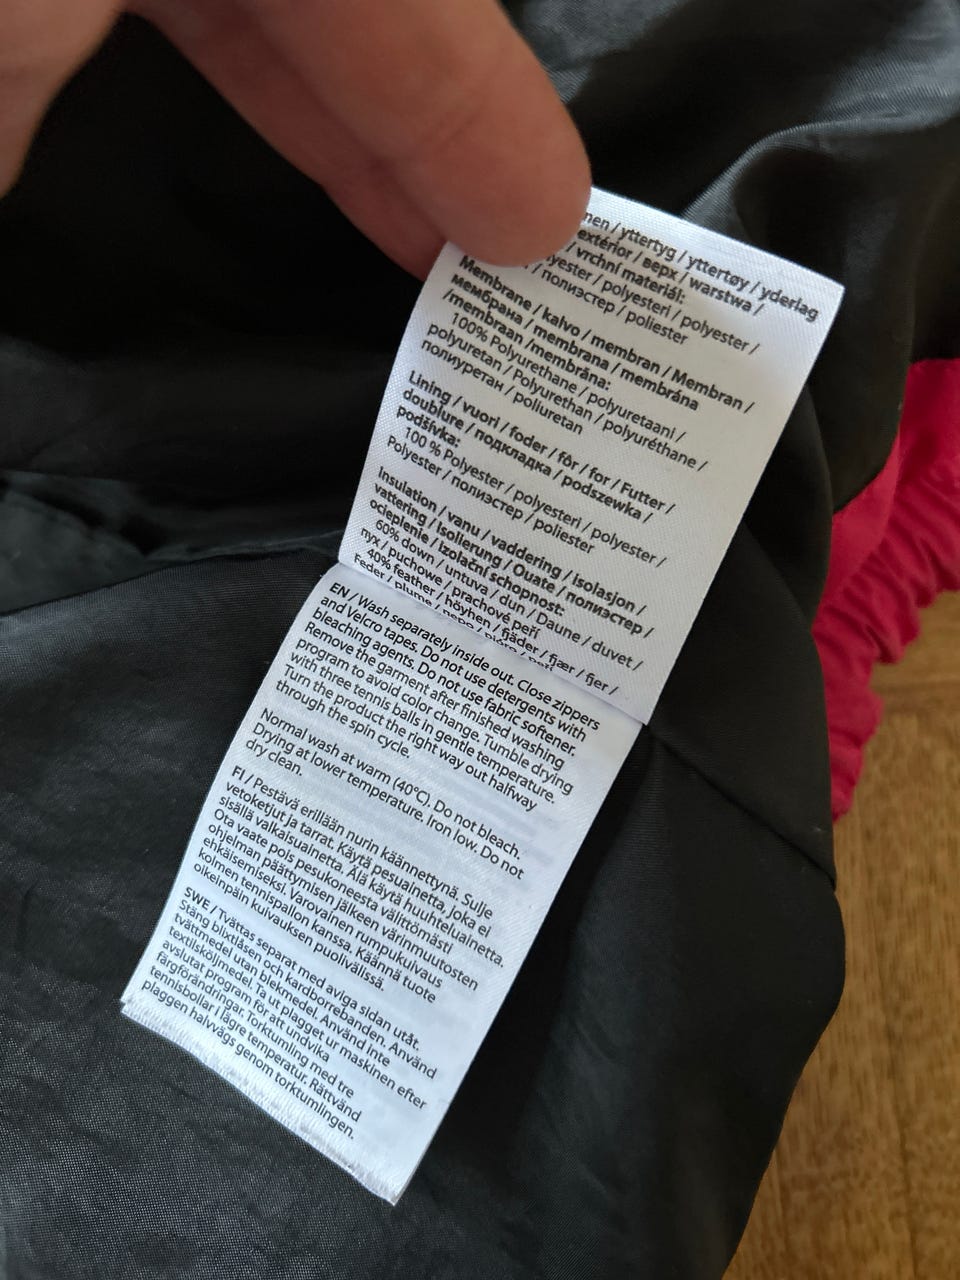 / yttertyg / yttertøy / yderlag
extérior / верх / warstwa /
/ vrchní materiál:
polyesteri / polyester /
/ полиэстер / poliester
Membrane / kalvo / membran / Membran /
мембрана / membrana / membrána
/membraan /membrāna:
100% Polyurethane / polyuretaani /
polyuretan / Polyurethan / polyuréthane /
полиуретан / poliuretan
Lining / vuori / foder / fôr / for / Futter /
doublure / подкладка / podszewka /
podšívka:
100 % Polyester / polyesteri / polyester /
Polyester / полиэстер / poliester
Insulation / vanu / vaddering / isolasjon /
vattering / Isolierung / Ouate / полиэстер /
ocieplenie / Izolační schopnost:
60% down / untuva / dun / Daune / duvet /
пух / puchowe / prachové peří
40% feather / höyhen / fjäder / fjær / fjer /
Feder / plume /
EN / Wash separately inside out. Close zippers
and Velcro tapes. Do not use detergents with
bleaching agents. Do not use fabric softener.
Remove the garment after finished washing
program to avoid color change. Tumble drying
with three tennis balls in gentle temperature.
Turn the product the right way out halfway
through the spin cycle.
Normal wash at warm (40°C). Do not bleach.
Drying at lower temperature. Iron low. Do not
dry clean.
FI / Pestävä erillään nurin käännettynä. Sulje
vetoketjut ja tarrat. Käytä pesuainetta, joka ei
sisällä valkaisuainetta. Älä käytä huuhteluainetta.
Ota vaate pois pesukoneesta välittömästi
ohjelman päättymisen jälkeen värinmuutosten
ehkäisemiseksi. Varovainen rumpukuivaus
kolmen tennispallon kanssa. Käännä tuote
oikeinpäin kuivauksen puolivälissä.
SWE / Tvättas separat med aviga sidan utåt.
Stäng blixtlåsen och kardborrebanden. Använd
tvättmedel utan blekmedel. Använd inte
textilsköljmedel. Ta ut plagget ur maskinen efter
avslutat program för att undvika
färgförändringar. Torktumling med tre
tennisbollar i lägre temperatur. Rättvänd
plaggen halvvägs genom torktumlingen.